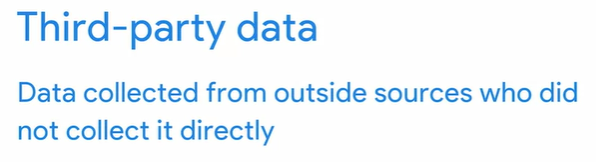 Third-party data
Data collected from outside sources who did
not collect it directly